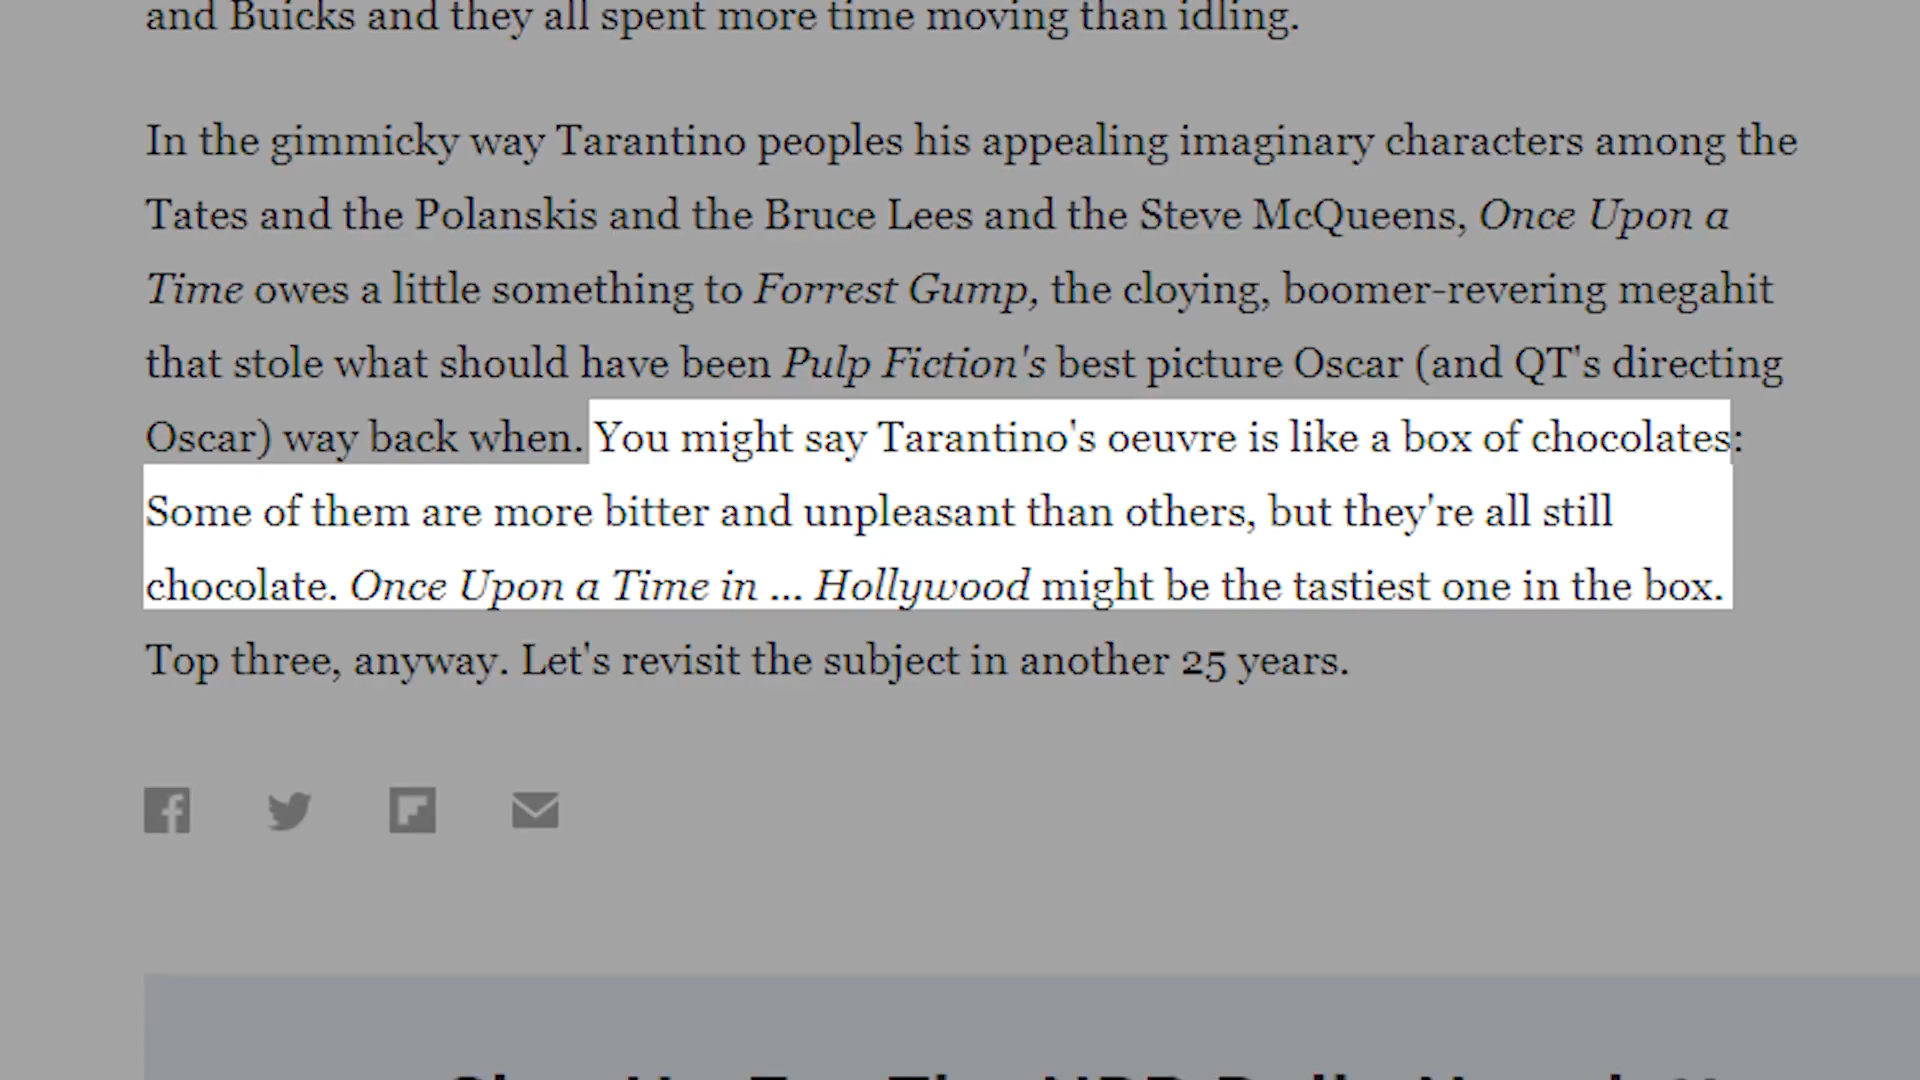 and Buicks and they all spent more time moving than idling.
In the gimmicky way Tarantino peoples his appealing imaginary characters among the
Tates and the Polanskis and the Bruce Lees and the Steve McQueens, Once Upon a
Time owes a little something to Forrest Gump, the cloying, boomer-revering megahit
that stole what should have been Pulp Fiction's best picture Oscar (and QT's directing
Oscar) way back when. You might say Tarantino's oeuvre is like a box of chocolates:
Some of them are more bitter and unpleasant than others, but they're all still
chocolate. Once Upon a Time in ... Hollywood might be the tastiest one in the box.
Top three, anyway. Let's revisit the subject in another 25 years.